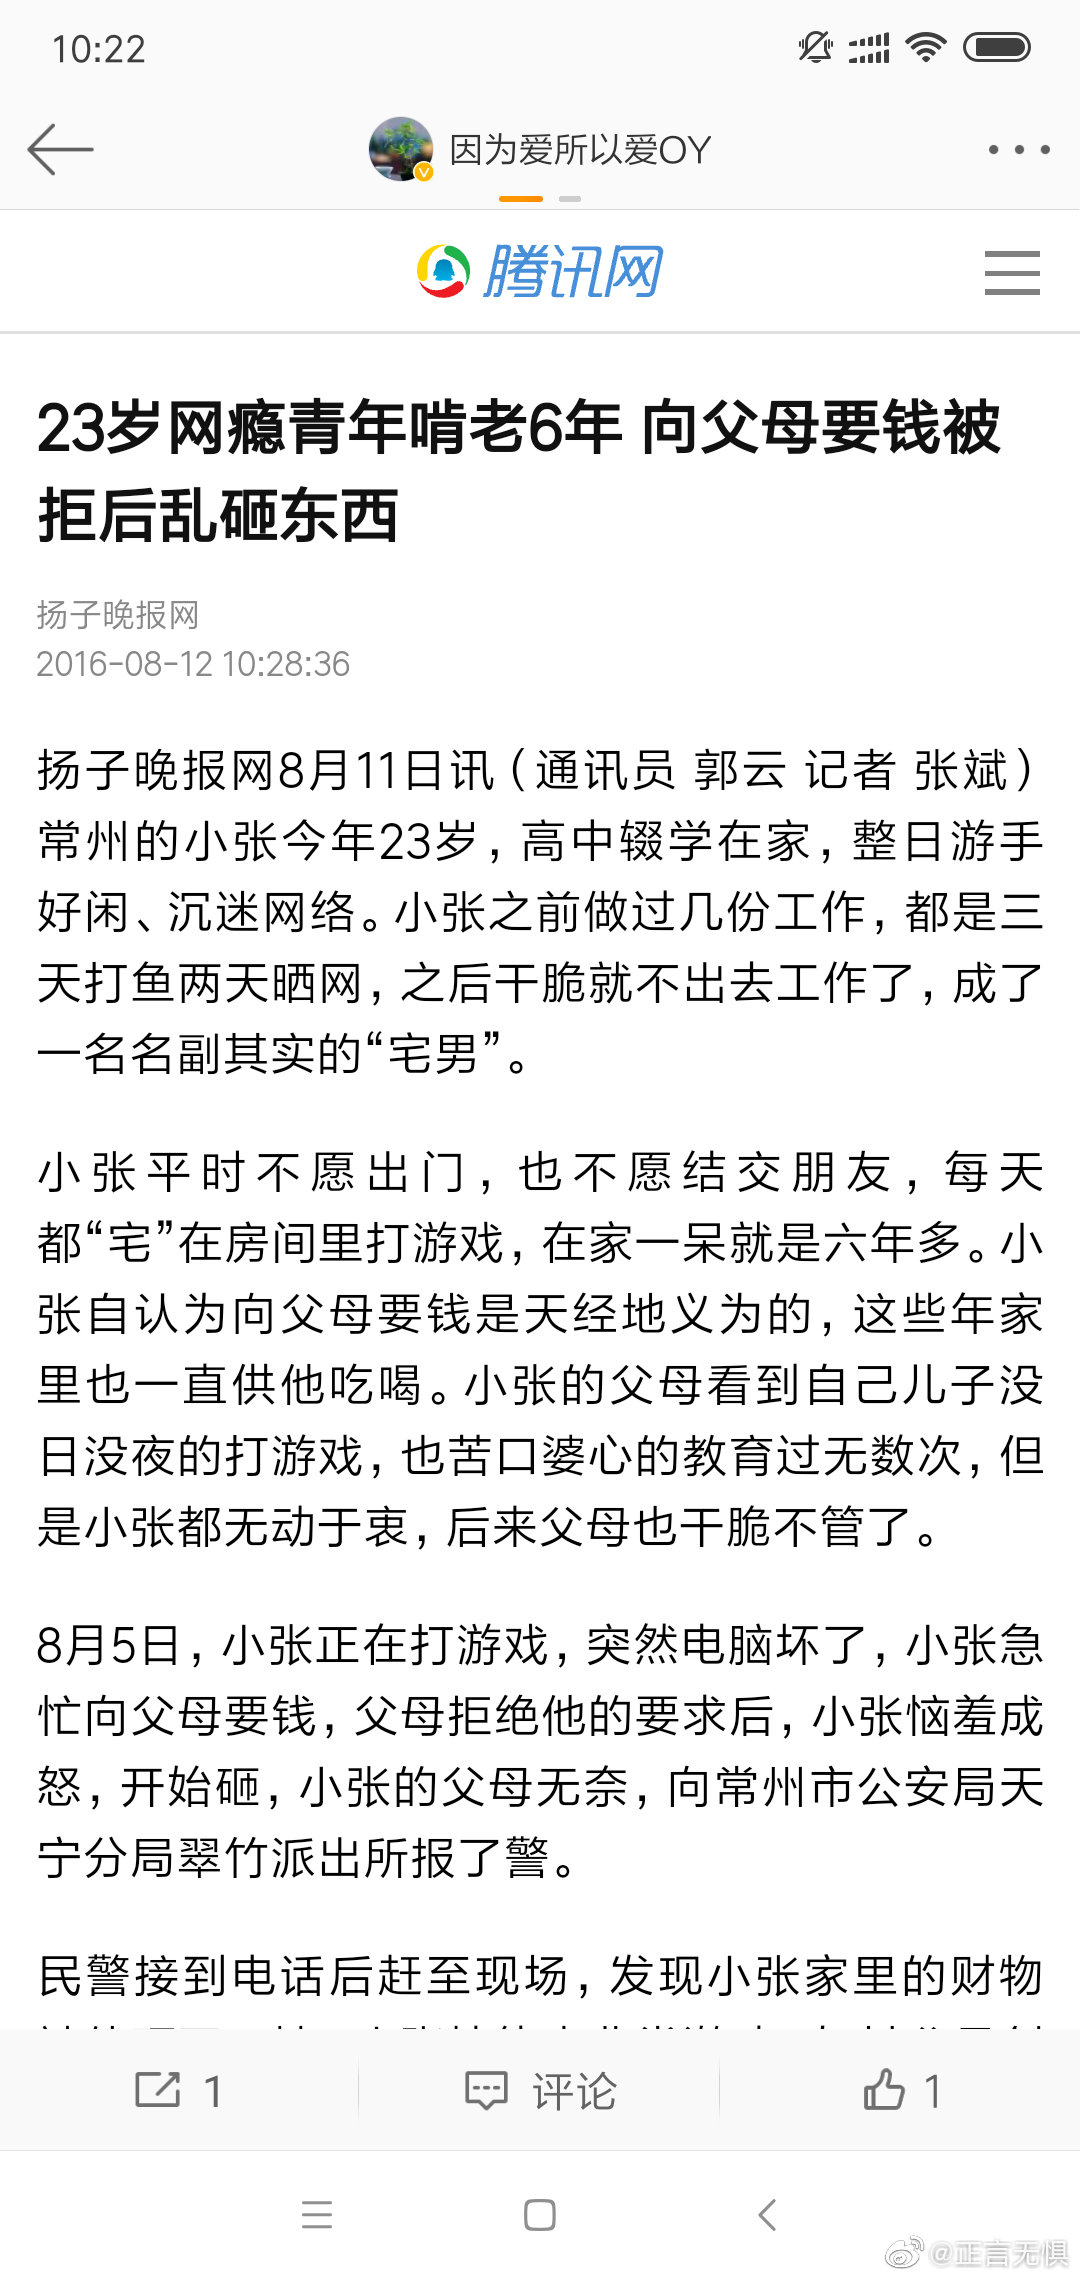 10:22
因为爱所以爱OY
腾讯网
23岁网瘾青年啃老6年 向父母要钱被
拒后乱砸东西
扬子晚报网
2016-08-12 10:28:36
扬子晚报网8月11日讯（通讯员 郭云 记者 张斌）
常州的小张今年23岁，高中辍学在家，整日游手
好闲、沉迷网络。小张之前做过几份工作，都是三
天打鱼两天晒网，之后干脆就不出去工作了，成了
一名名副其实的“宅男”。
小张平时不愿出门，也不愿结交朋友，每天
都“宅”在房间里打游戏，在家一呆就是六年多。小
张自认为向父母要钱是天经地义为的，这些年家
里也一直供他吃喝。小张的父母看到自己儿子没
日没夜的打游戏，也苦口婆心的教育过无数次，但
是小张都无动于衷，后来父母也干脆不管了。
8月5日，小张正在打游戏，突然电脑坏了，小张急
忙向父母要钱，父母拒绝他的要求后，小张恼羞成
怒，开始砸，小张的父母无奈，向常州市公安局天
宁分局翠竹派出所报了警。
民警接到电话后赶至现场，发现小张家里的财物
1
评论
1
@正言无惧